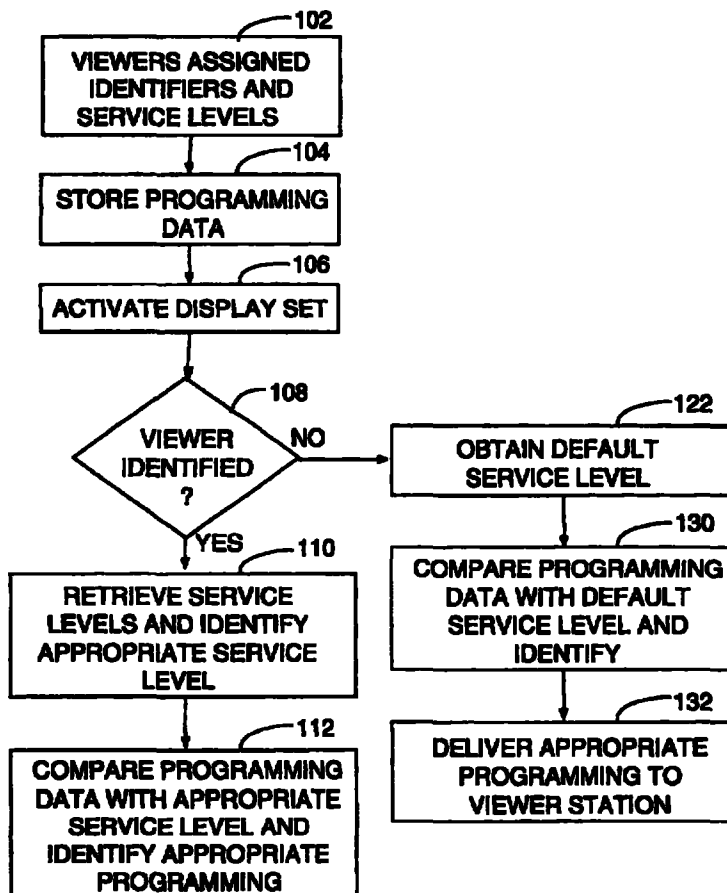 102
VIEWERS ASSIGNED
IDENTIFIERS AND
SERVICE LEVELS
104
STORE PROGRAMMING
DATA
106
ACTIVATE DISPLAY SET
108
VIEWER
IDENTIFIED
?
NO
YES
122
OBTAIN DEFAULT
SERVICE LEVEL
130
COMPARE PROGRAMMING
DATA WITH DEFAULT
SERVICE LEVEL AND
IDENTIFY
132
DELIVER APPROPRIATE
PROGRAMMING TO
VIEWER STATION
110
RETRIEVE SERVICE
LEVELS AND IDENTIFY
APPROPRIATE SERVICE
LEVEL
112
COMPARE PROGRAMMING
DATA WITH APPROPRIATE
SERVICE LEVEL AND
IDENTIFY APPROPRIATE
PROGRAMMING